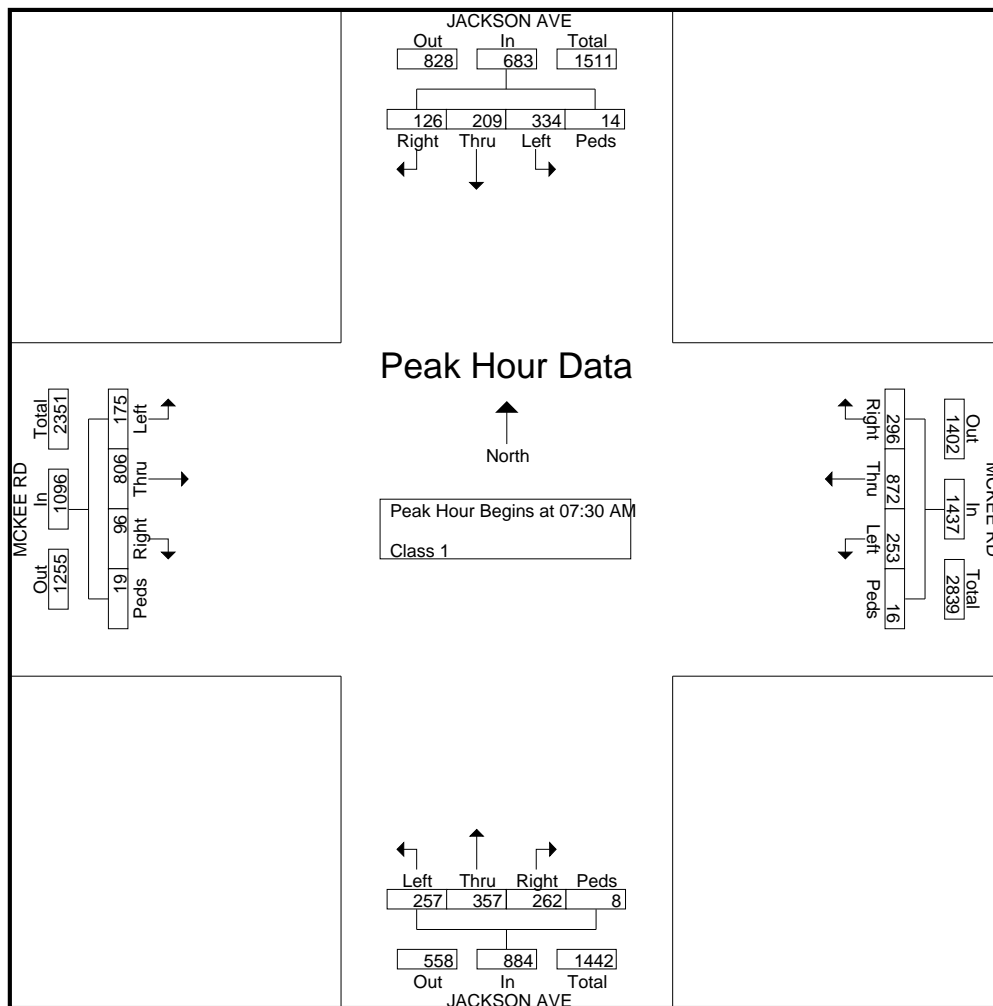 JACKSON AVE
Out In Total
828 683 1511
126 209 334 14
Right Thru Left Peds
Peak Hour Data
North
Peak Hour Begins at 07:30 AM
Class 1
MCKEE RD
Total In Out
2351 1096 1255
175 806 96 19
Left Thru Right Peds
Right Thru Left Peds
296 872 253 16
Out In Total
1402 1437 2839
MCKEE RD
Left Thru Right Peds
257 357 262 8
558 884 1442
Out In Total
JACKSON AVE